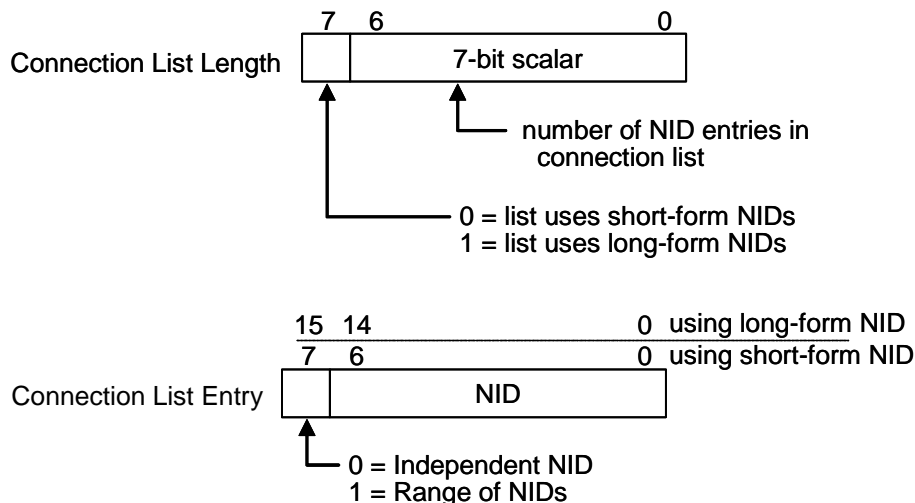 7 6 0
Connection List Length 7-bit scalar
number of NID entries in
connection list
0 = list uses short-form NIDs
1 = list uses long-form NIDs
15 14 0 using long-form NID
7 6 0 using short-form NID
Connection List Entry NID
0 = Independent NID
1 = Range of NIDs